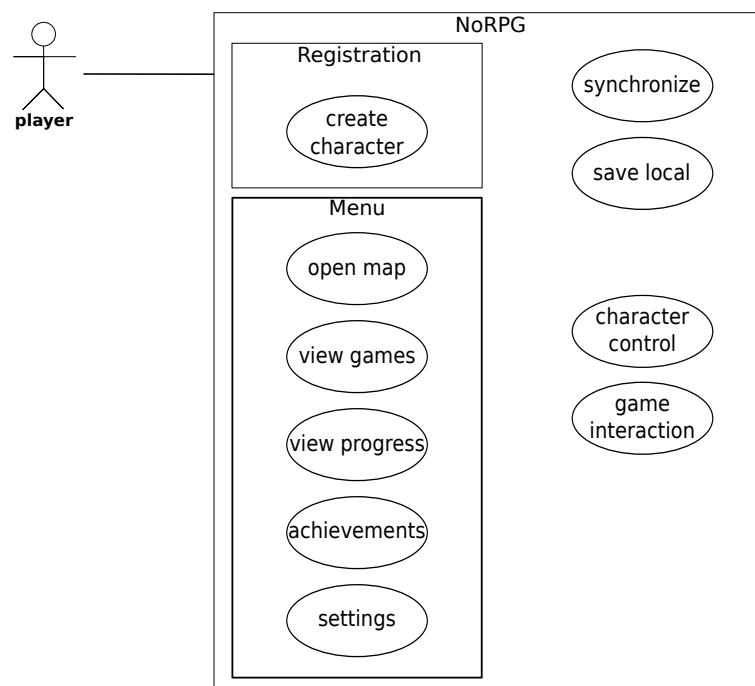 NoRPG
player
Registration
create
character
Menu
open map
view games
view progress
achievements
settings
synchronize
save local
character
control
game
interaction